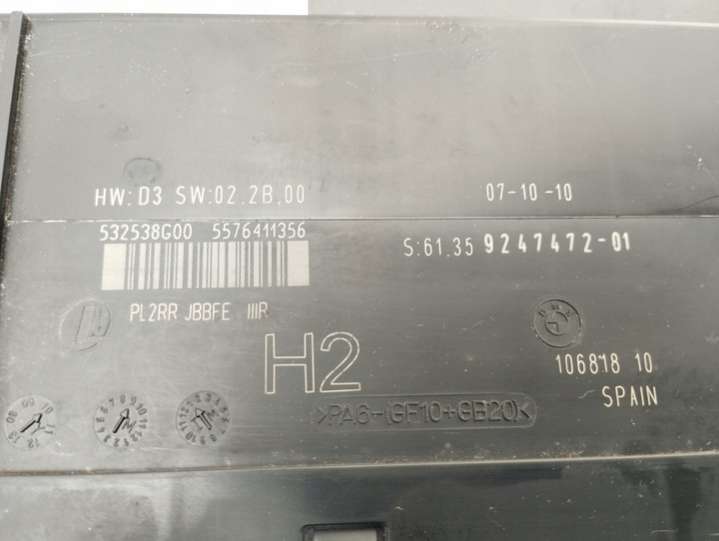 HW:D3 SW:02.2B.00 07-10-10
532538G00 5576411356
S:61.35 9247472-01
PL2RR JBBFE IIIR
BMW
H2
106818 10
SPAIN
>PA6-(GF10+GB20)<